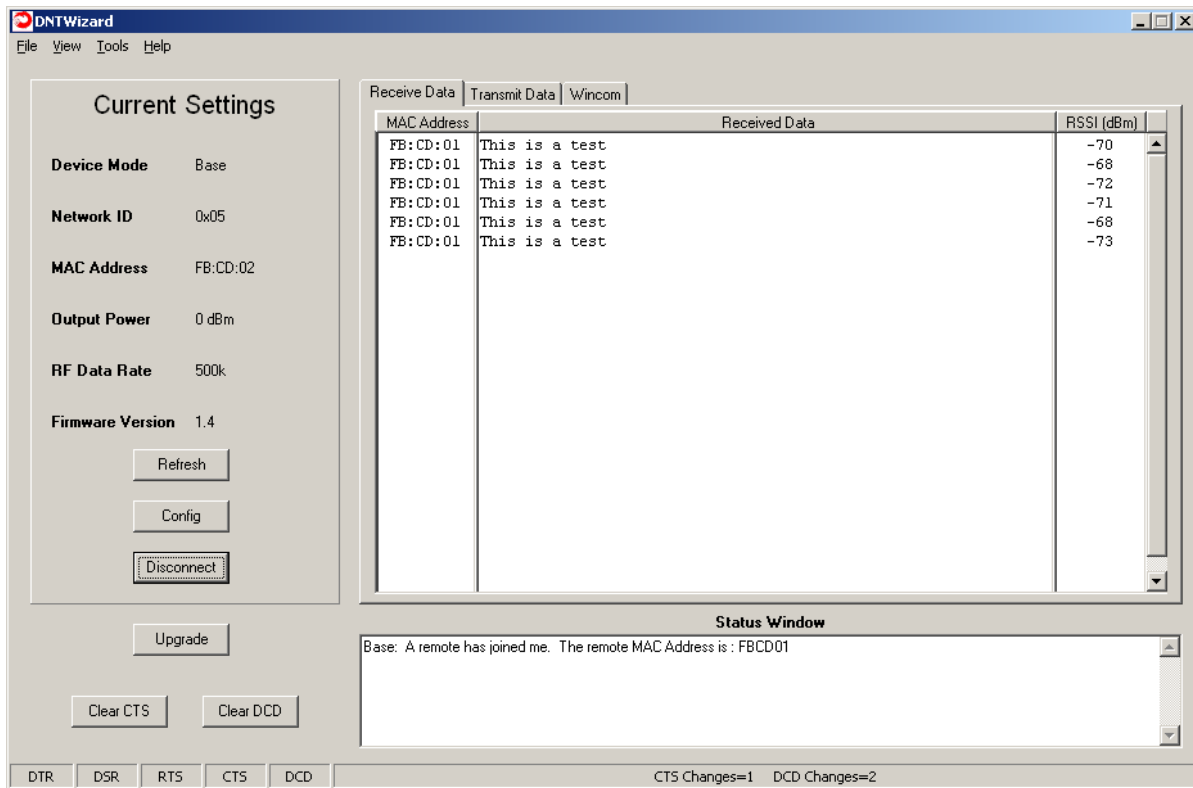 DNTWizard
File View Tools Help
Current Settings
Device Mode Base
Network ID 0x05
MAC Address FB:CD:02
Output Power 0 dBm
RF Data Rate 500k
Firmware Version 1.4
Refresh
Config
Disconnect
Upgrade
Clear CTS Clear DCD
Receive Data Transmit Data Wincom
MAC Address Received Data RSSI (dBm)
FB:CD:01 This is a test -70
FB:CD:01 This is a test -68
FB:CD:01 This is a test -72
FB:CD:01 This is a test -71
FB:CD:01 This is a test -68
FB:CD:01 This is a test -73
Status Window
Base: A remote has joined me. The remote MAC Address is : FBCD01
DTR DSR RTS CTS DCD CTS Changes=1 DCD Changes=2